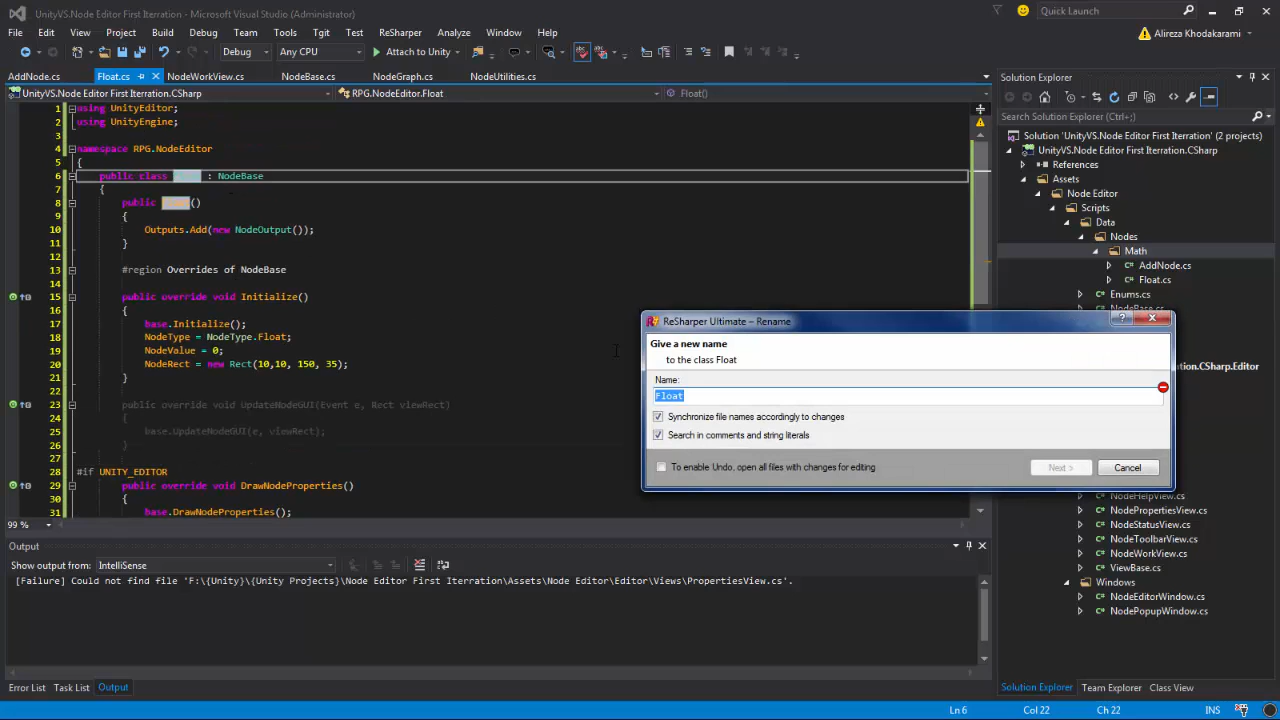 UnityVS.Node Editor First Iterration - Microsoft Visual Studio (Administrator)
Quick Launch
File Edit View Project Build Debug Team Tools Test ReSharper Analyze Window Help
Alireza Khodakarami
Debug Any CPU Attach to Unity
AddNode.cs Float.cs NodeWorkView.cs NodeBase.cs NodeGraph.cs NodeUtilities.cs
UnityVS.Node Editor First Iterration.CSharp RPG.NodeEditor.Float Float()
1 using UnityEditor;
2 using UnityEngine;
3
4 namespace RPG.NodeEditor
5 {
6 public class Float : NodeBase
7 {
8 public Float()
9 {
10 Outputs.Add(new NodeOutput());
11 }
12
13 #region Overrides of NodeBase
14
15 public override void Initialize()
16 {
17 base.Initialize();
18 NodeType = NodeType.Float;
19 NodeValue = 0;
20 NodeRect = new Rect(10,10, 150, 35);
21 }
22
23 public override void UpdateNodeGUI(Event e, Rect viewRect)
24 {
25 base.UpdateNodeGUI(e, viewRect);
26 }
27
28 #if UNITY_EDITOR
29 public override void DrawNodeProperties()
30 {
31 base.DrawNodeProperties();
99 %
ReSharper Ultimate – Rename
Give a new name
to the class Float
Name:
Float
Synchronize file names accordingly to changes
Search in comments and string literals
To enable Undo, open all files with changes for editing
Next >
Cancel
Output
Show output from: IntelliSense
[Failure] Could not find file 'F:\{Unity}\{Unity Projects}\Node Editor First Iterration\Assets\Node Editor\Editor\Views\PropertiesView.cs'.
Error List Task List Output
Solution Explorer
Search Solution Explorer (Ctrl+;)
Solution 'UnityVS.Node Editor First Iterration' (2 projects)
UnityVS.Node Editor First Iterration.CSharp
References
Assets
Node Editor
Scripts
Data
Nodes
Math
AddNode.cs
Float.cs
Enums.cs
NodeBase.cs
ration.CSharp.Editor
NodeHelpView.cs
NodePropertiesView.cs
NodeStatusView.cs
NodeToolbarView.cs
NodeWorkView.cs
ViewBase.cs
Windows
NodeEditorWindow.cs
NodePopupWindow.cs
Solution Explorer Team Explorer Class View
Ln 6 Col 22 Ch 22 INS